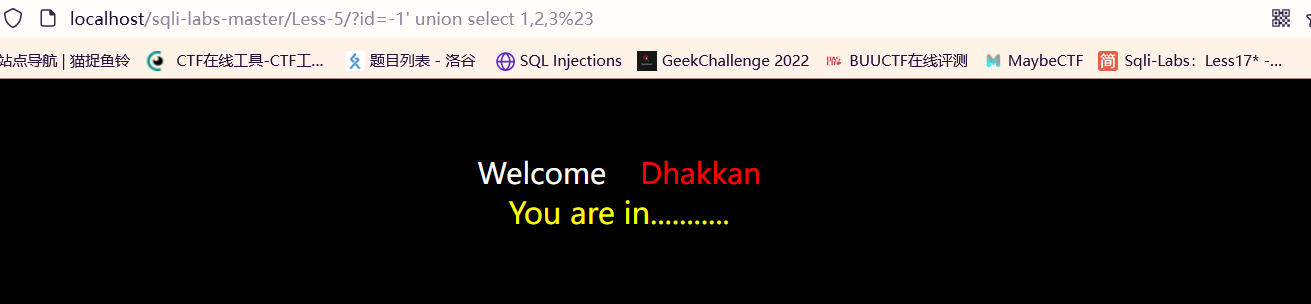 localhost/sqli-labs-master/Less-5/?id=-1' union select 1,2,3%23
站点导航 | 猫捉鱼铃 CTF在线工具-CTF工... 题目列表 - 洛谷 SQL Injections GeekChallenge 2022 BUUCTF在线评测 MaybeCTF 简 Sqli-Labs：Less17* -...
Welcome Dhakkan
You are in...........